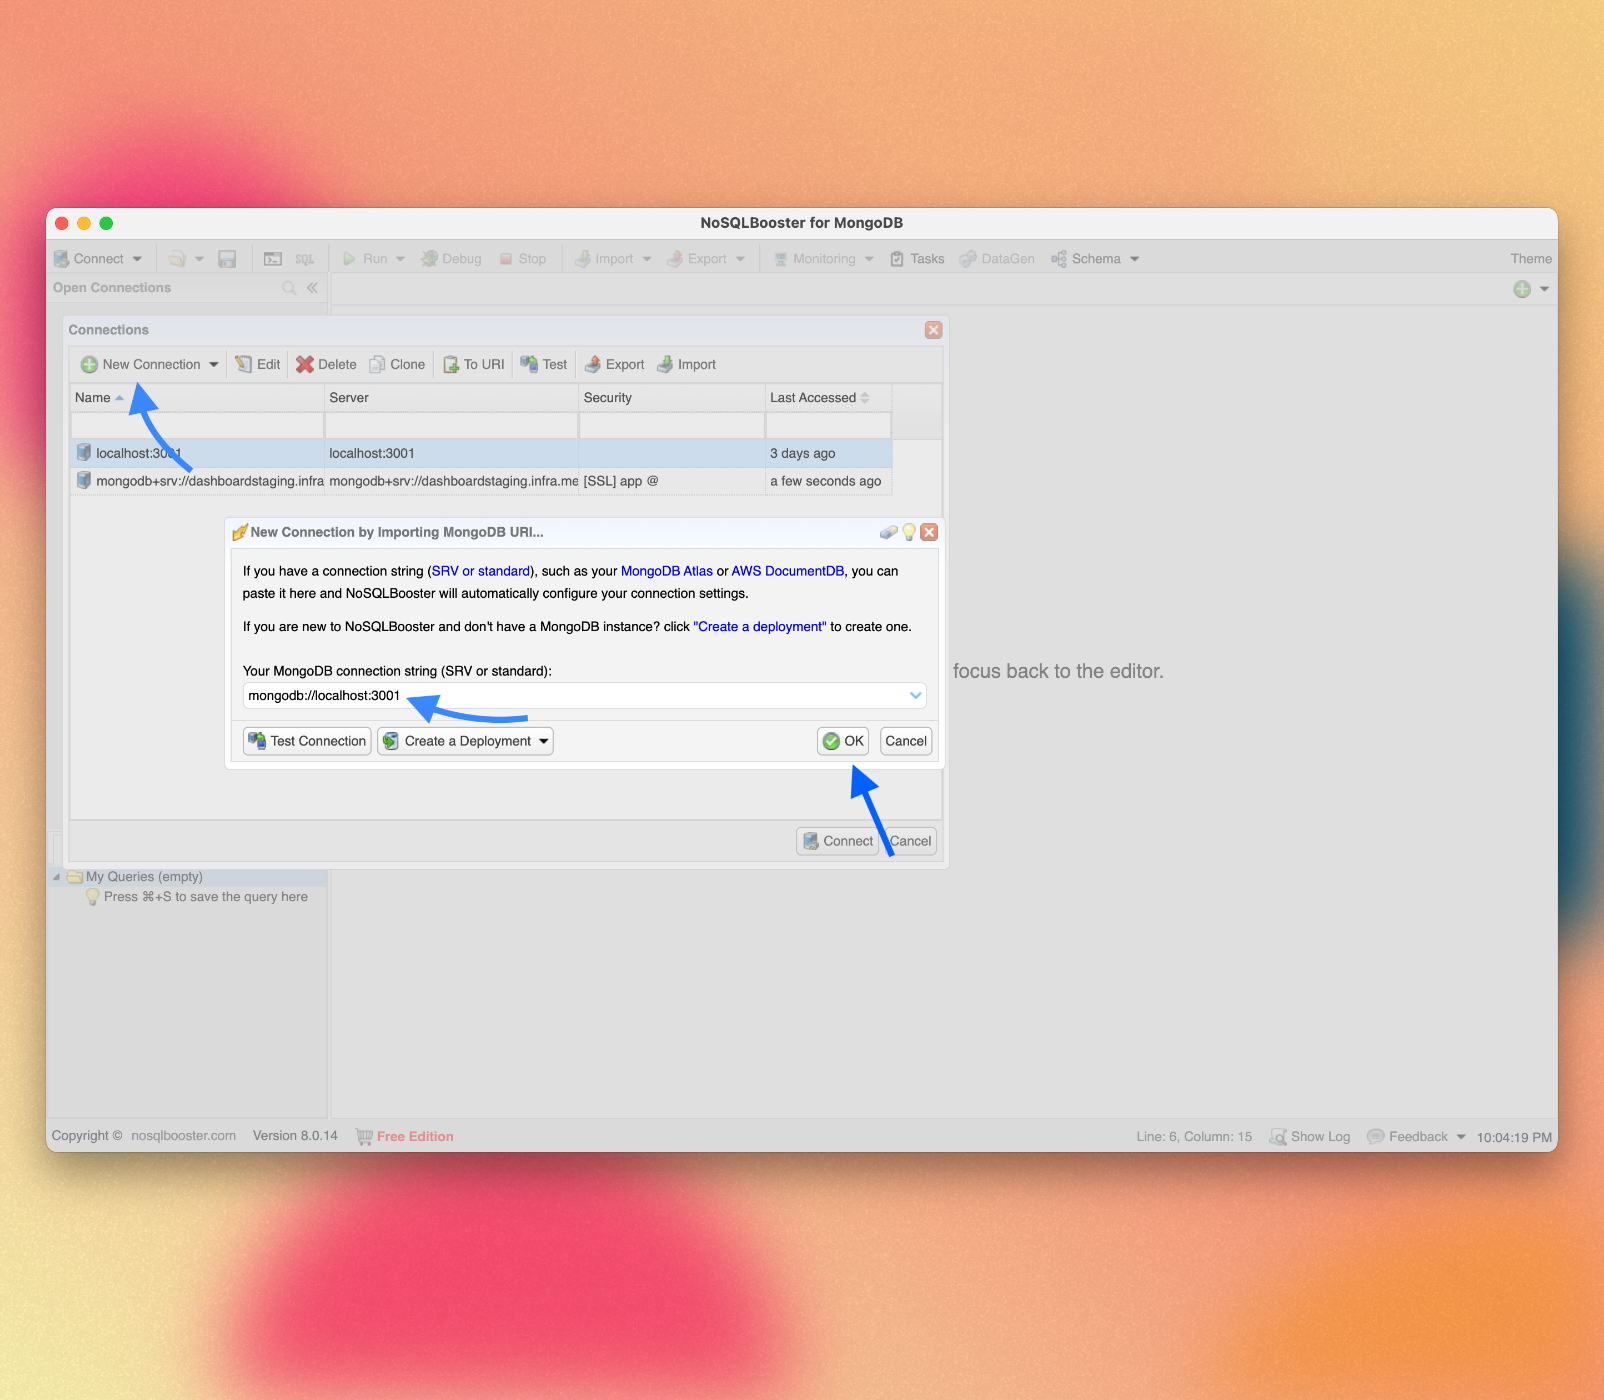 NoSQLBooster for MongoDB
Connect SQL Run Debug Stop Import Export Monitoring Tasks DataGen Schema Theme
Open Connections
Connections
New Connection Edit Delete Clone To URI Test Export Import
Name Server Security Last Accessed
localhost:3001 localhost:3001 3 days ago
mongodb+srv://dashboardstaging.infra mongodb+srv://dashboardstaging.infra.me [SSL] app @ a few seconds ago
New Connection by Importing MongoDB URI...
If you have a connection string (SRV or standard), such as your MongoDB Atlas or AWS DocumentDB, you can
paste it here and NoSQLBooster will automatically configure your connection settings.
If you are new to NoSQLBooster and don't have a MongoDB instance? click "Create a deployment" to create one.
Your MongoDB connection string (SRV or standard):
focus back to the editor.
mongodb://localhost:3001
Test Connection Create a Deployment OK Cancel
Connect Cancel
My Queries (empty)
Press ⌘+S to save the query here
Copyright © nosqlbooster.com Version 8.0.14 Free Edition Line: 6, Column: 15 Show Log Feedback 10:04:19 PM